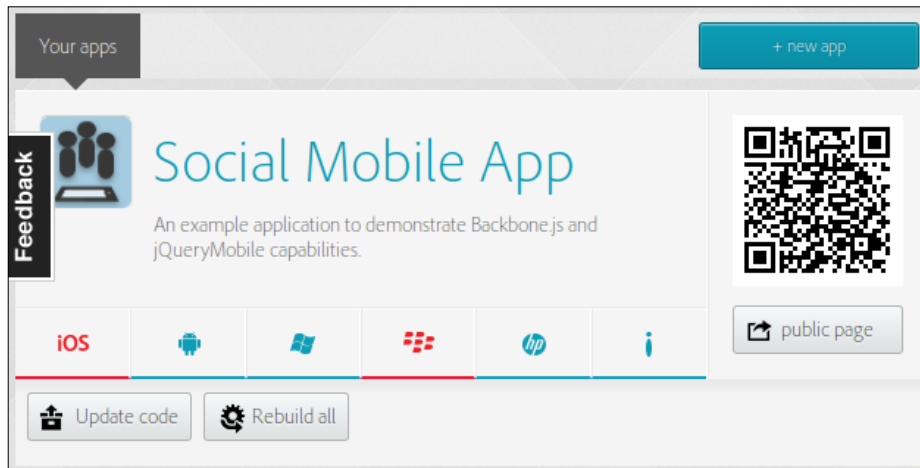 Your apps
+ new app
Feedback
Social Mobile App
An example application to demonstrate Backbone.js and
jQueryMobile capabilities.
iOS
hp
public page
Update code
Rebuild all